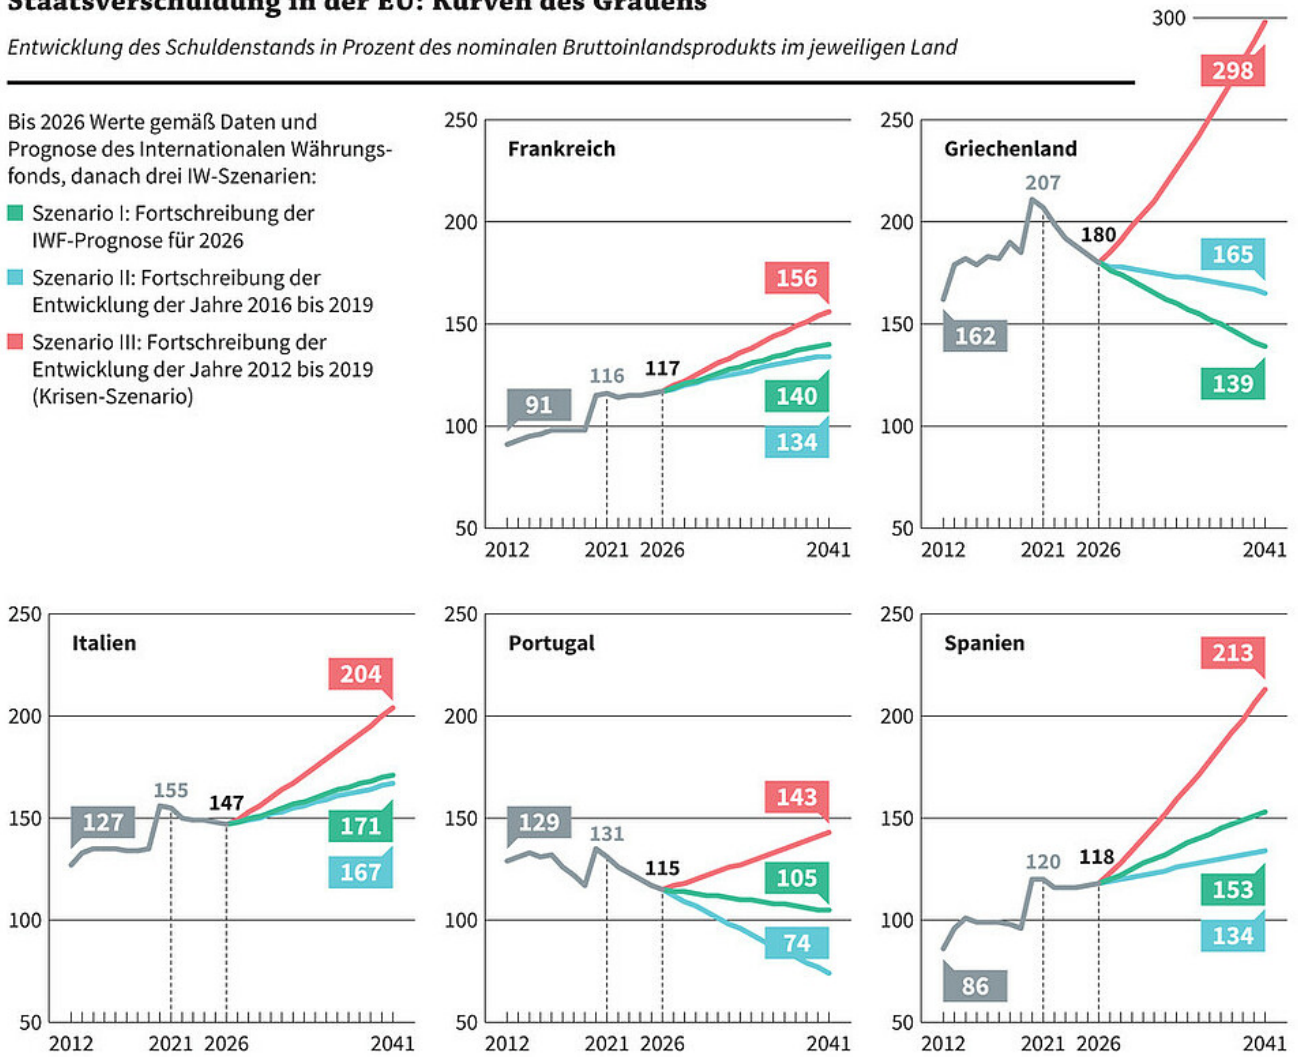 Staatsverschuldung in der EU: Kurven des Grauens
Entwicklung des Schuldenstands in Prozent des nominalen Bruttoinlandsprodukts im jeweiligen Land
Bis 2026 Werte gemäß Daten und
Prognose des Internationalen Währungs-
fonds, danach drei IW-Szenarien:
Szenario I: Fortschreibung der
IWF-Prognose für 2026
Szenario II: Fortschreibung der
Entwicklung der Jahre 2016 bis 2019
Szenario III: Fortschreibung der
Entwicklung der Jahre 2012 bis 2019
(Krisen-Szenario)
Frankreich
250
200
150
100
50
91
116
117
156
140
134
2012 2021 2026 2041
Griechenland
300
250
200
150
100
50
162
207
180
298
165
139
2012 2021 2026 2041
Italien
250
200
150
100
50
127
155
147
204
171
167
2012 2021 2026 2041
Portugal
250
200
150
100
50
129
131
115
143
105
74
2012 2021 2026 2041
Spanien
250
200
150
100
50
86
120
118
213
153
134
2012 2021 2026 2041